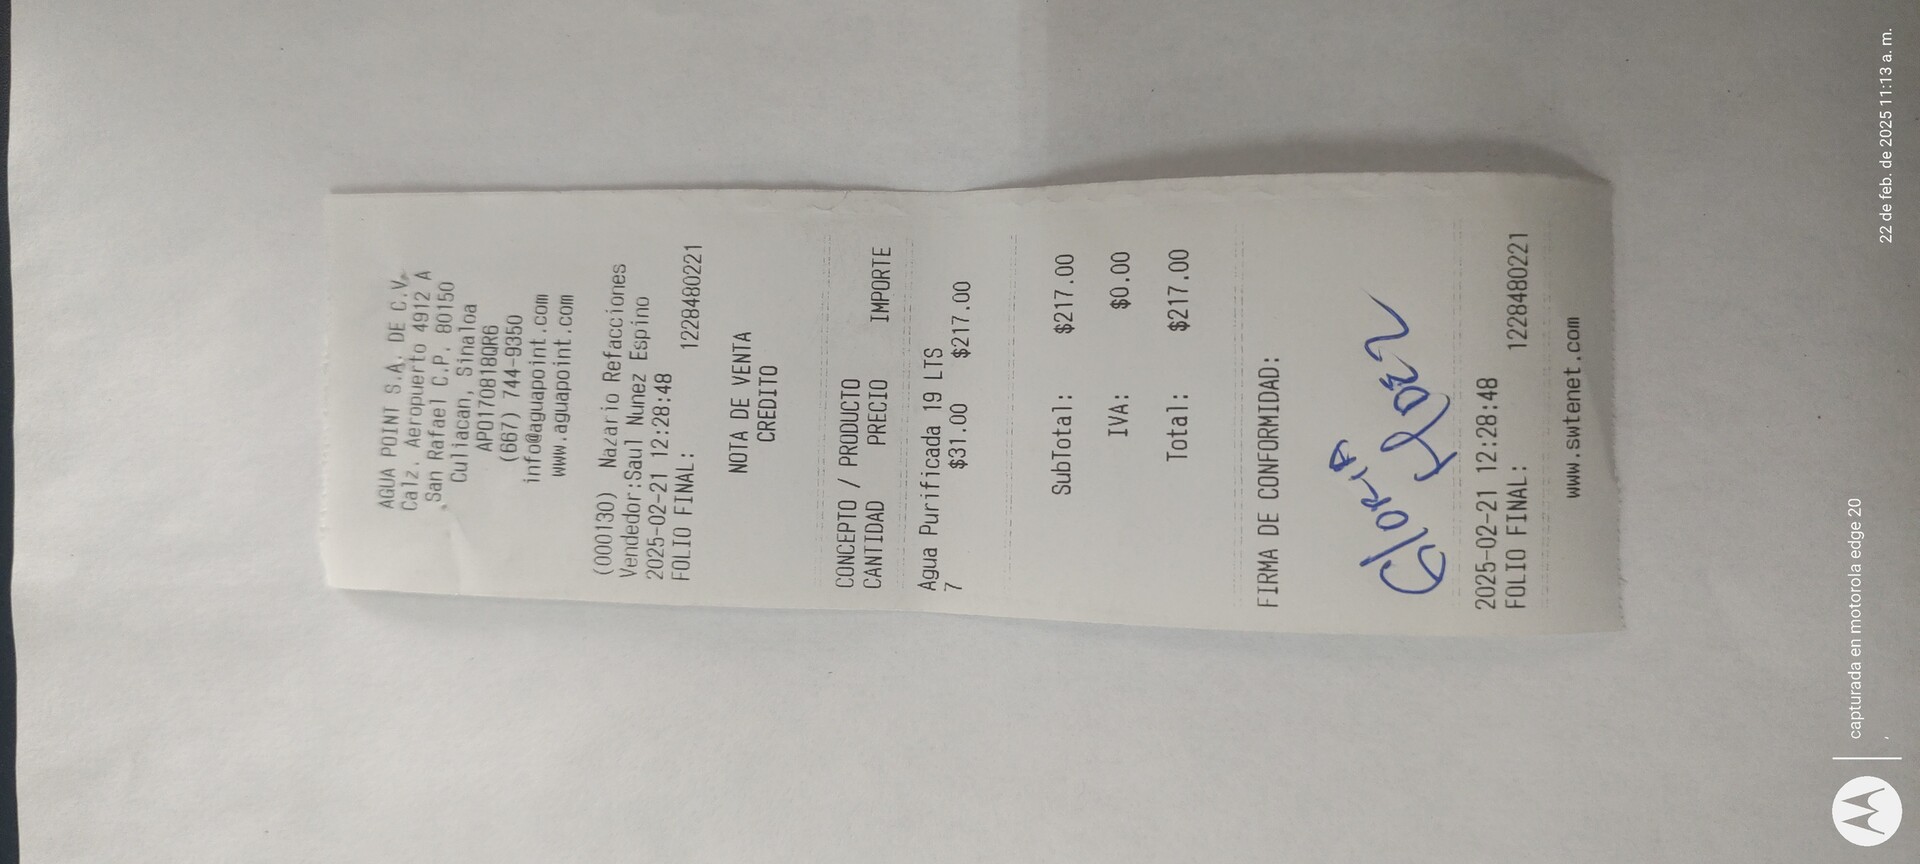 AGUA POINT S.A. DE C.V.
Calz. Aeropuerto 4912 A
San Rafael C.P. 80150
Culiacan, Sinaloa
APO170818QR6
(667) 744-9350
info@aguapoint.com
www.aguapoint.com
(000130) Nazario Refacciones
Vendedor:Saul Nunez Espino
2025-02-21 12:28:48
FOLIO FINAL: 1228480221
NOTA DE VENTA
CREDITO
CONCEPTO / PRODUCTO
CANTIDAD PRECIO IMPORTE
Agua Purificada 19 LTS
7 $31.00 $217.00
SubTotal: $217.00
IVA: $0.00
Total: $217.00
FIRMA DE CONFORMIDAD:
Gloria
Hdez
2025-02-21 12:28:48
FOLIO FINAL: 1228480221
www.swtenet.com
capturada en motorola edge 20
22 de feb. de 2025 11:13 a. m.